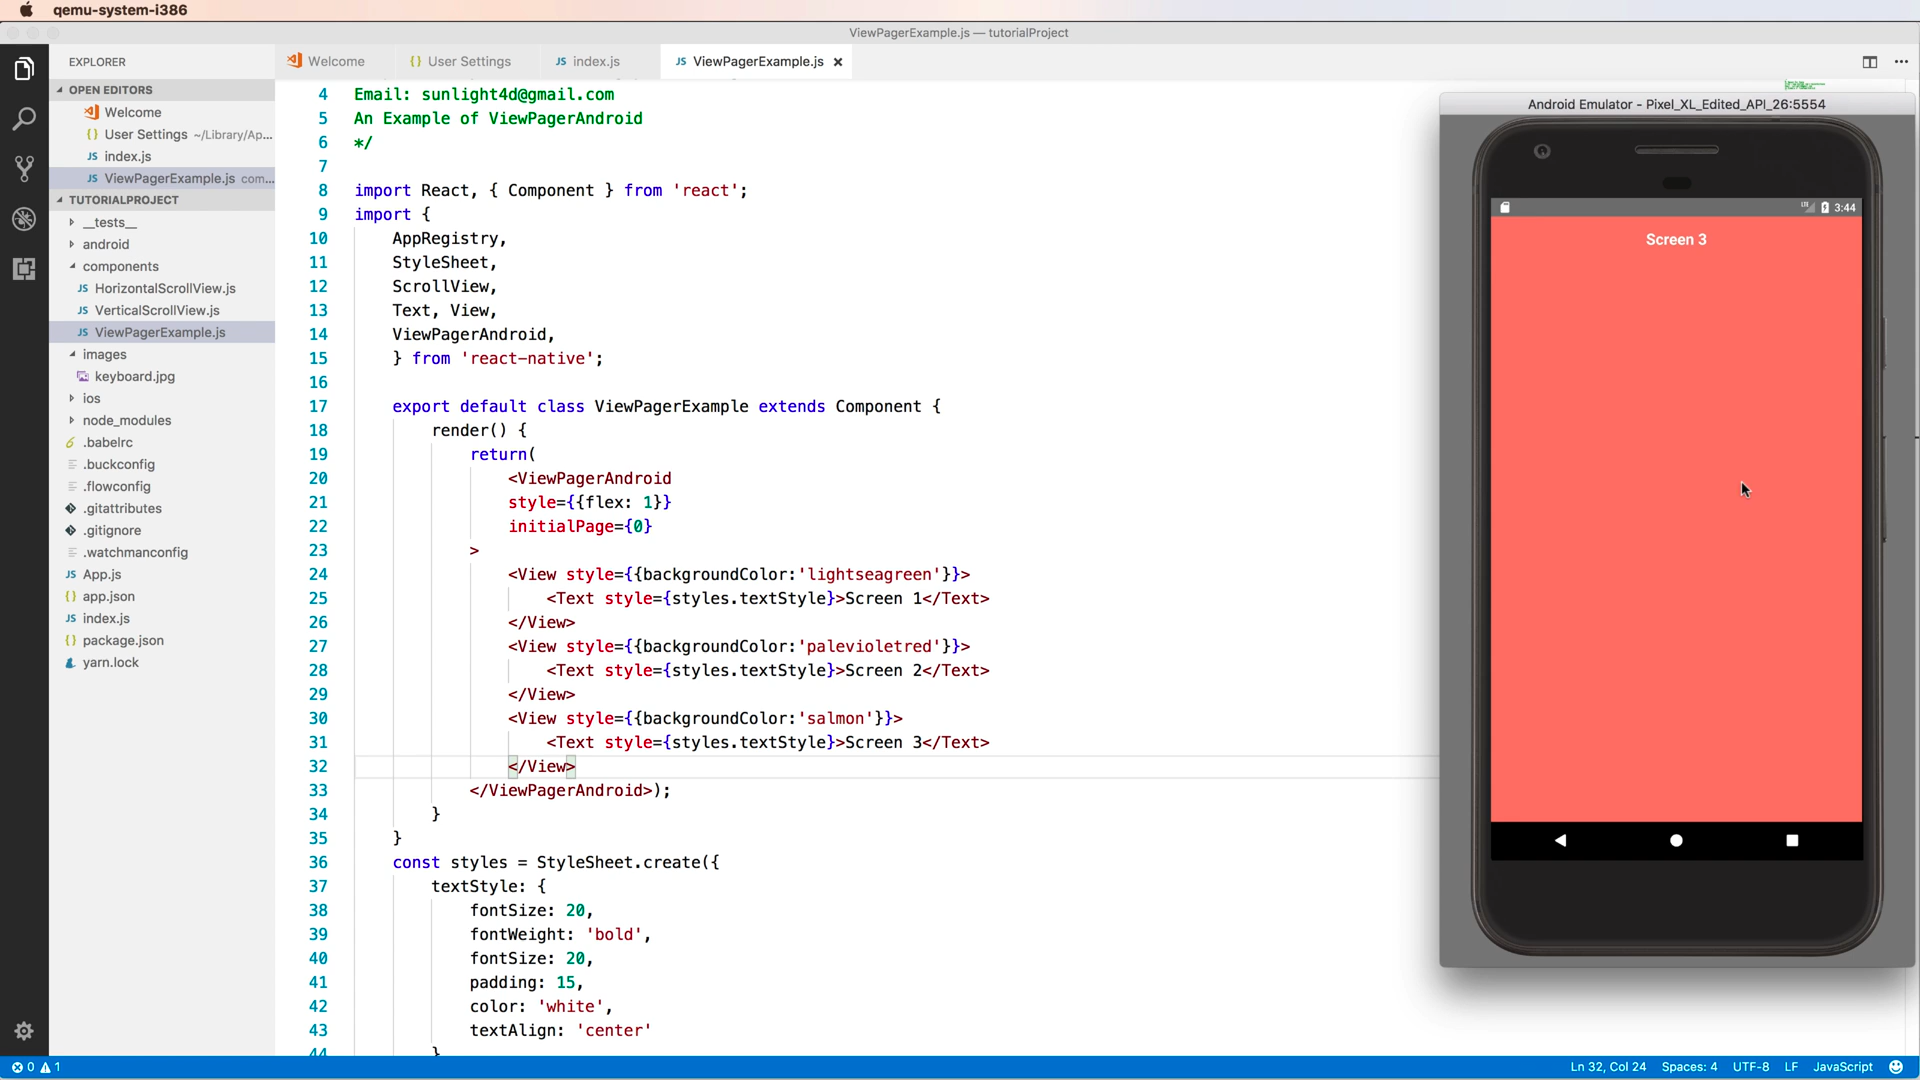 qemu-system-i386
ViewPagerExample.js — tutorialProject
EXPLORER
Welcome
User Settings
JS index.js
JS ViewPagerExample.js
OPEN EDITORS
Welcome
{} User Settings ~/Library/Ap...
JS index.js
JS ViewPagerExample.js com...
TUTORIALPROJECT
__tests__
android
components
JS HorizontalScrollView.js
JS VerticalScrollView.js
JS ViewPagerExample.js
images
keyboard.jpg
ios
node_modules
.babelrc
.buckconfig
.flowconfig
.gitattributes
.gitignore
.watchmanconfig
JS App.js
{} app.json
JS index.js
{} package.json
yarn.lock
4 Email: sunlight4d@gmail.com
5 An Example of ViewPagerAndroid
6 */
7
8 import React, { Component } from 'react';
9 import {
10 AppRegistry,
11 StyleSheet,
12 ScrollView,
13 Text, View,
14 ViewPagerAndroid,
15 } from 'react-native';
16
17 export default class ViewPagerExample extends Component {
18 render() {
19 return(
20 <ViewPagerAndroid
21 style={{flex: 1}}
22 initialPage={0}
23 >
24 <View style={{backgroundColor:'lightseagreen'}}>
25 <Text style={styles.textStyle}>Screen 1</Text>
26 </View>
27 <View style={{backgroundColor:'palevioletred'}}>
28 <Text style={styles.textStyle}>Screen 2</Text>
29 </View>
30 <View style={{backgroundColor:'salmon'}}>
31 <Text style={styles.textStyle}>Screen 3</Text>
32 </View>
33 </ViewPagerAndroid>);
34 }
35 }
36 const styles = StyleSheet.create({
37 textStyle: {
38 fontSize: 20,
39 fontWeight: 'bold',
40 fontSize: 20,
41 padding: 15,
42 color: 'white',
43 textAlign: 'center'
44 }
Android Emulator - Pixel_XL_Edited_API_26:5554
LTE 3:44
Screen 3
0 1
Ln 32, Col 24 Spaces: 4 UTF-8 LF JavaScript